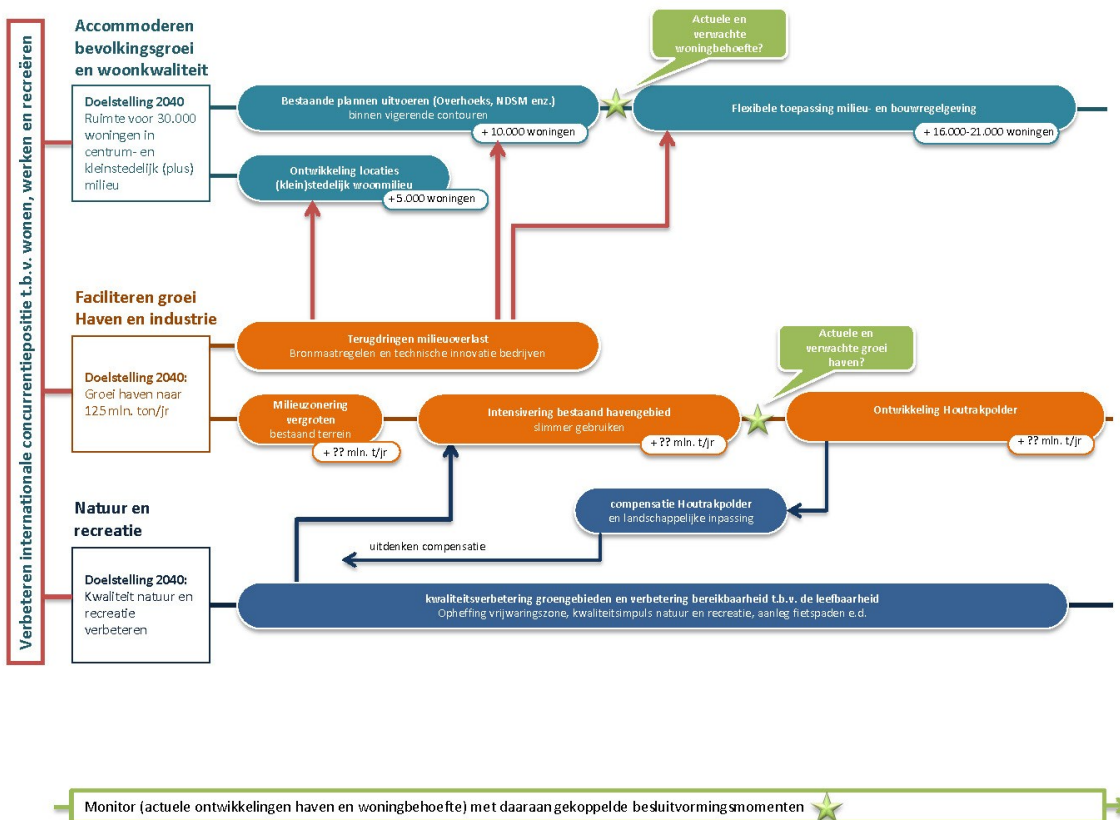 Verbeteren internationale concurrentiepositie t.b.v. wonen, werken en recreëren
Accommoderen
bevolkingsgroei
en woonkwaliteit
Doelstelling 2040
Ruimte voor 30.000
woningen in
centrum- en
kleinstedelijk (plus)
milieu
Bestaande plannen uitvoeren (Overhoeks, NDSM enz.)
binnen vigerende contouren
+ 10.000 woningen
Actuele en
verwachte
woningbehoefte?
Flexibele toepassing milieu- en bouwregelgeving
+ 16.000-21.000 woningen
Ontwikkeling locaties
(klein)stedelijk woonmilieu
+5.000 woningen
Faciliteren groei
Haven en industrie
Doelstelling 2040:
Groei haven naar
125 mln. ton/jr
Terugdringen milieuoverlast
Bronmaatregelen en technische innovatie bedrijven
Actuele en
verwachte groei
haven?
Milieuzonering
vergroten
bestaand terrein
+ ?? mln. t/jr
Intensivering bestaand havengebied
slimmer gebruiken
+ ?? mln. t/jr
Ontwikkeling Houtrakpolder
+ ?? mln. t/jr
Natuur en
recreatie
Doelstelling 2040:
Kwaliteit natuur en
recreatie
verbeteren
compensatie Houtrakpolder
en landschappelijke inpassing
uitdenken compensatie
kwaliteitsverbetering groengebieden en verbetering bereikbaarheid t.b.v. de leefbaarheid
Opheffing vrijwaringszone, kwaliteitsimpuls natuur en recreatie, aanleg fietspaden e.d.
Monitor (actuele ontwikkelingen haven en woningbehoefte) met daaraan gekoppelde besluitvormingsmomenten